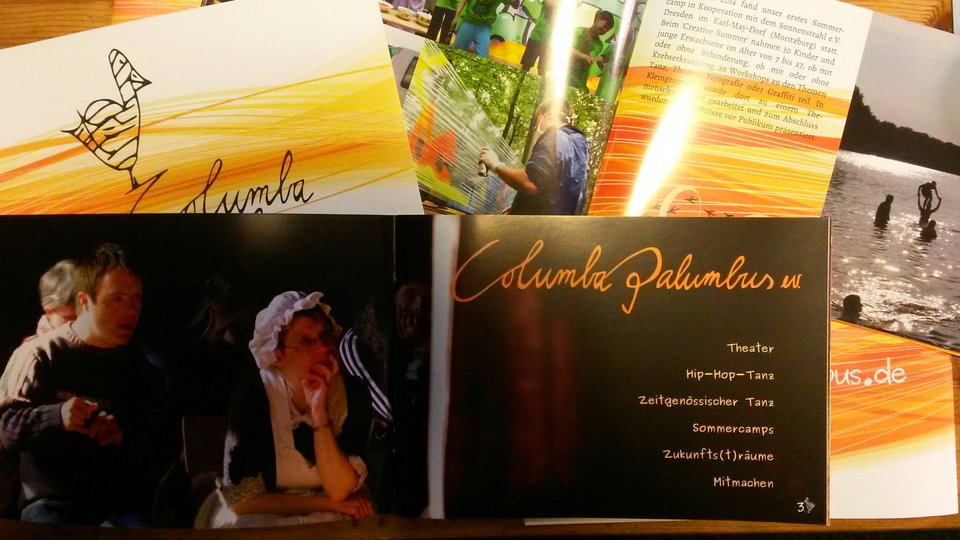 Columba
2014 fand unser erstes Sommer-
camp in Kooperation mit dem Sonnenstrahl e.V.
Dresden im Karl-May-Dorf (Moritzburg) statt.
Beim 'Creative Summer' nahmen 30 Kinder und
junge Erwachsene im Alter von 7 bis 27, ob mit
oder ohne Behinderung, ob mit oder ohne
Krebserkrankung, an Workshops zu den Themen
Tanz, Fotografie oder Graffiti teil. In
wurde dort zu einem
gearbeitet und zum Abschluss
wurden vor Publikum präsentiert.
Columba Palumbus e.V.
Theater
Hip-Hop-Tanz
Zeitgenössischer Tanz
Sommercamps
Zukunfts(t)räume
Mitmachen
3
bus.de